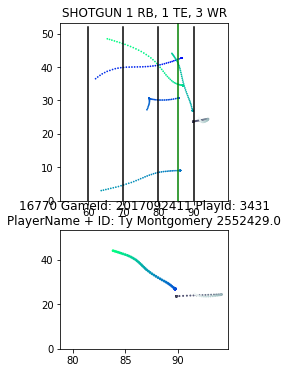 SHOTGUN 1 RB, 1 TE, 3 WR
50
40
30
20
10
0
60 70 80 90
16770 GameId: 2017092411 PlayId: 3431
PlayerName + ID: Ty Montgomery 2552429.0
40
20
0
80 85 90